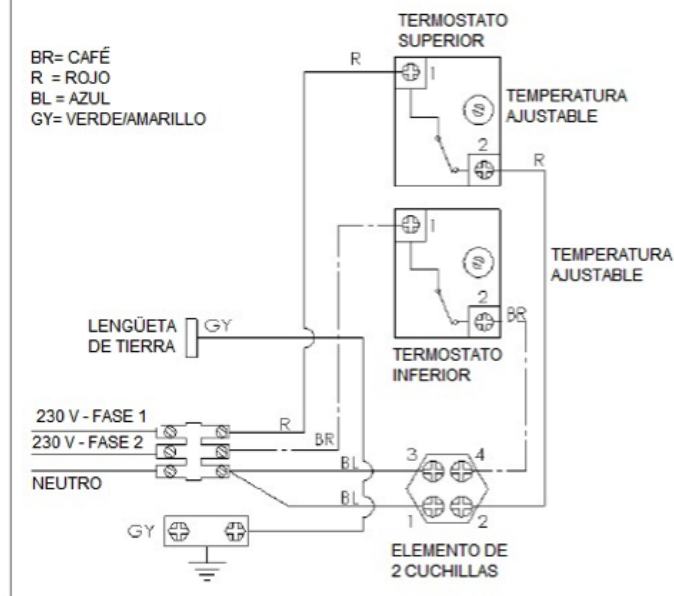 BR= CAFÉ
R = ROJO
BL = AZUL
GY= VERDE/AMARILLO
TERMOSTATO
SUPERIOR
R
1
TEMPERATURA
AJUSTABLE
2
R
1
TEMPERATURA
AJUSTABLE
2
BR
TERMOSTATO
INFERIOR
LENGÜETA
DE TIERRA
GY
230 V - FASE 1
R
230 V - FASE 2
BR
NEUTRO
BL
3
4
BL
1
2
GY
ELEMENTO DE
2 CUCHILLAS